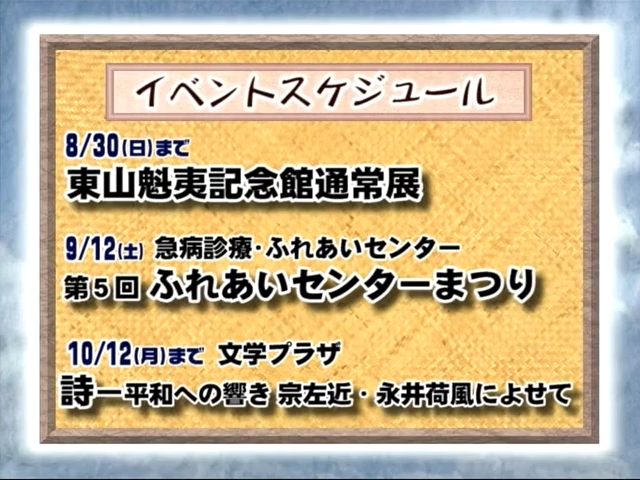 イベントスケジュール
8/30(日)まで
東山魁夷記念館通常展
9/12(土) 急病診療・ふれあいセンター
第5回 ふれあいセンターまつり
10/12(月)まで 文学プラザ
詩―平和への響き 宗左近・永井荷風によせて